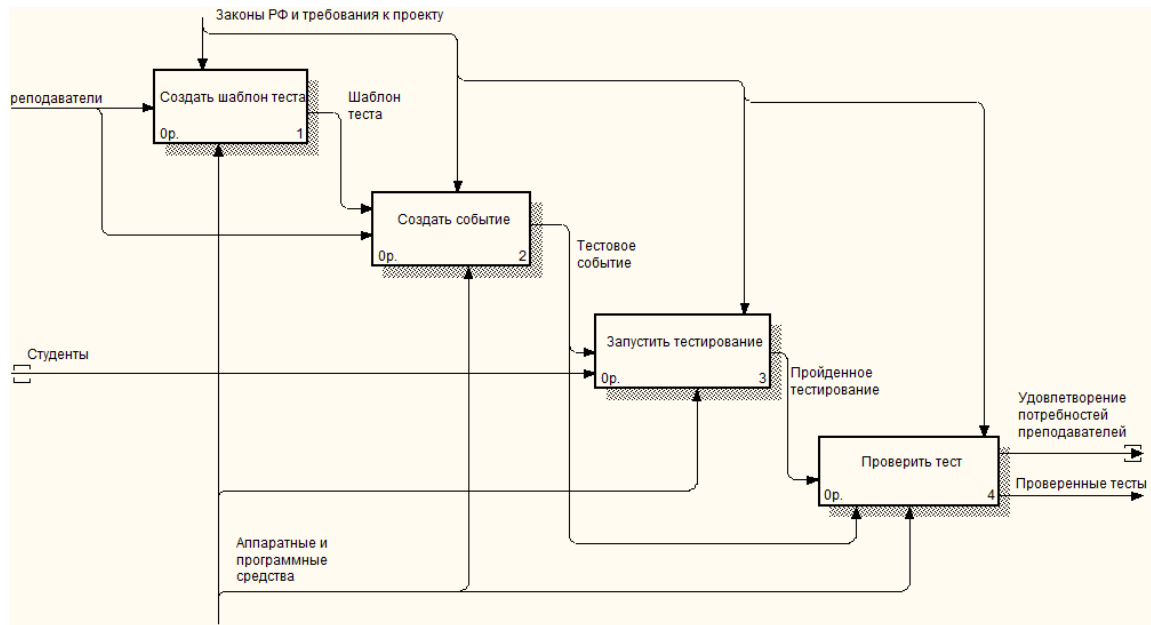 Законы РФ и требования к проекту
реподаватели
Создать шаблон теста
0р.
1
Шаблон
теста
Создать событие
0р.
2
Тестовое
событие
Студенты
Запустить тестирование
0р.
3
Пройденное
тестирование
Удовлетворение
потребностей
преподавателей
Проверить тест
0р.
4
Проверенные тесты
Аппаратные и
программные
средства